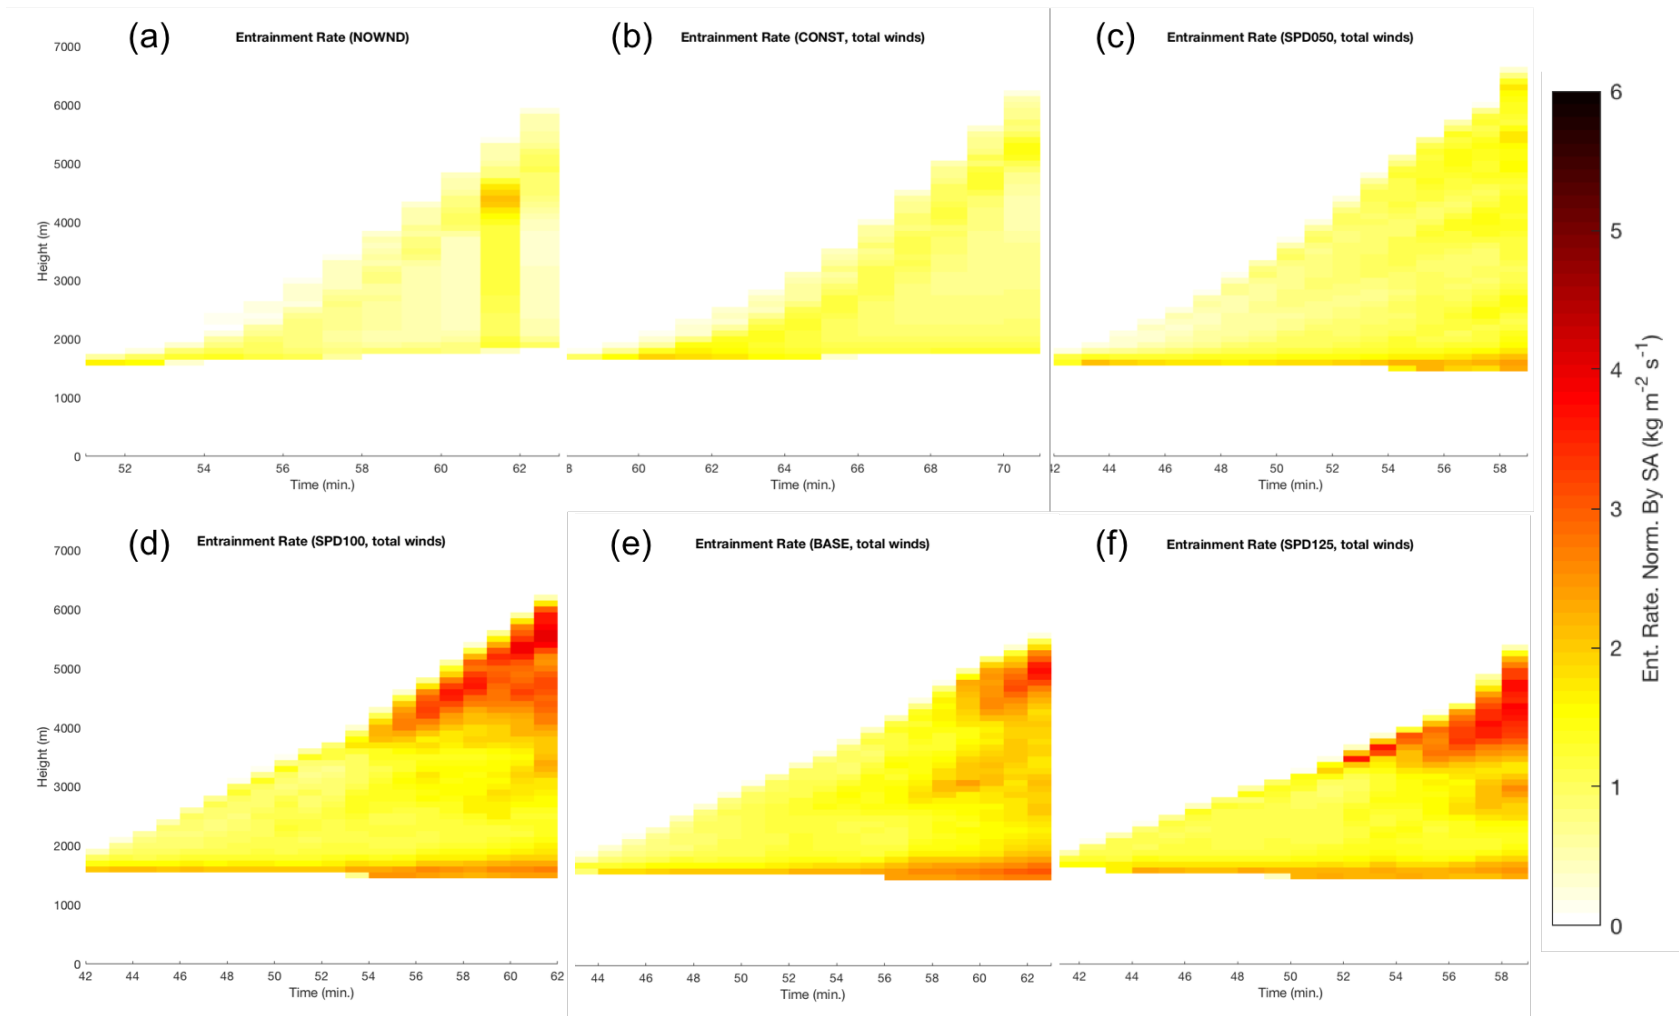 (a) Entrainment Rate (NOWND)
7000
6000
5000
4000
3000
2000
1000
0
Height (m)
52 54 56 58 60 62
Time (min.)
(b) Entrainment Rate (CONST, total winds)
8 60 62 64 66 68 70
Time (min.)
(c) Entrainment Rate (SPD050, total winds)
42 44 46 48 50 52 54 56 58
Time (min.)
(d) Entrainment Rate (SPD100, total winds)
7000
6000
5000
4000
3000
2000
1000
0
Height (m)
42 44 46 48 50 52 54 56 58 60 62
Time (min.)
(e) Entrainment Rate (BASE, total winds)
44 46 48 50 52 54 56 58 60 62
Time (min.)
(f) Entrainment Rate (SPD125, total winds)
42 44 46 48 50 52 54 56 58
Time (min.)
6
5
4
3
2
1
0
Ent. Rate. Norm. By SA (kg m⁻² s⁻¹)